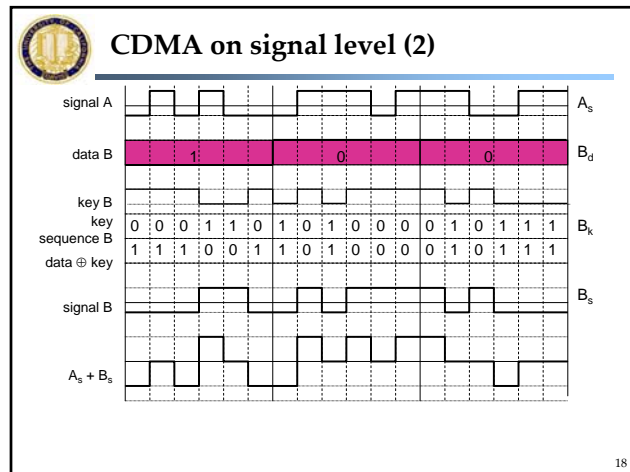 CDMA on signal level (2)
signal A
A_s
data B
1 0 0
B_d
key B
key
sequence B
0 0 0 1 1 0 1 0 1 0 0 0 0 1 0 1 1 1
B_k
data ⊕ key
1 1 1 0 0 1 1 0 1 0 0 0 0 1 0 1 1 1
signal B
B_s
A_s + B_s
18